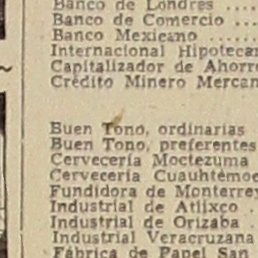 Banco de Londres ....
Banco de Comercio ...
Banco Mexicano ....
Internacional Hipotecar
Capitalizador de Ahorr
Crédito Minero Mercan
Buen Tono, ordinarias
Buen Tono, preferentes
Cervecería Moctezuma
Cervecería Cuauhtémoc
Fundidora de Monterrey
Industrial de Atlixco .
Industrial de Orizaba .
Industrial Veracruzana
Fábrica de Papel San